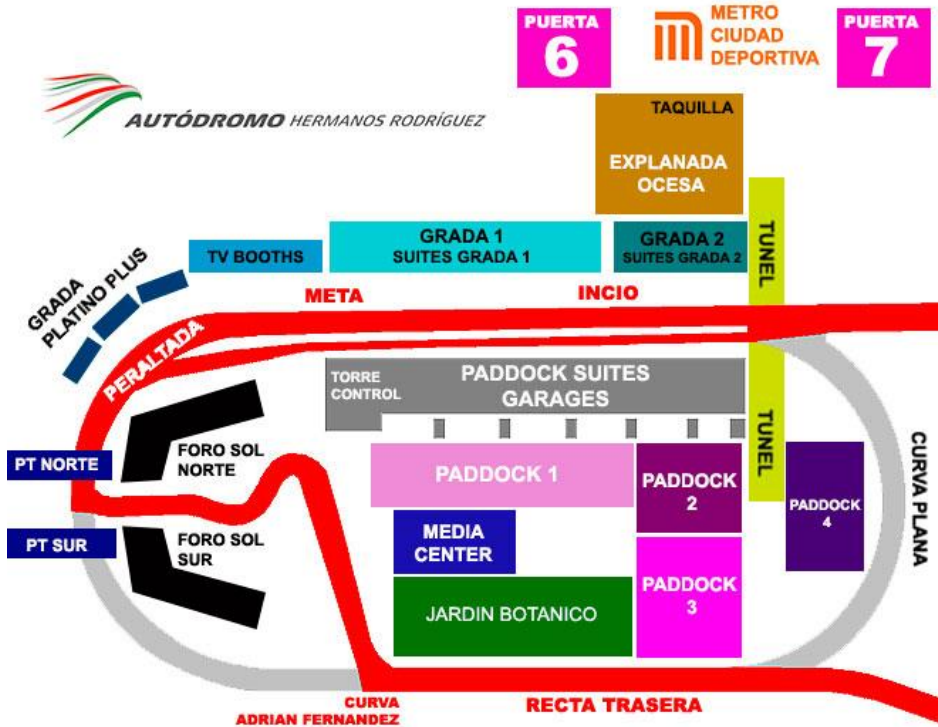 PUERTA
6
METRO
CIUDAD
DEPORTIVA
PUERTA
7
AUTÓDROMO HERMANOS RODRÍGUEZ
TAQUILLA
EXPLANADA
OCESA
TUNEL
GRADA 1
SUITES GRADA 1
GRADA 2
SUITES GRADA 2
TV BOOTHS
GRADA
PLATINO PLUS
META
INCIO
PERALTADA
TORRE
CONTROL
PADDOCK SUITES
GARAGES
TUNEL
CURVA PLANA
FORO SOL
NORTE
PT NORTE
PADDOCK 1
PADDOCK
2
PADDOCK
4
PT SUR
FORO SOL
SUR
MEDIA
CENTER
PADDOCK
3
JARDIN BOTANICO
CURVA
ADRIAN FERNANDEZ
RECTA TRASERA